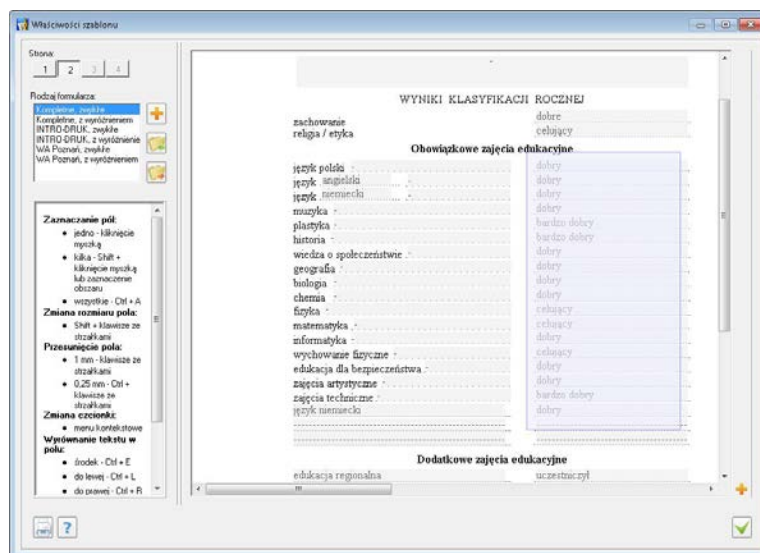 Właściwości szablonu
Strona:
1 2 3 4
Rodzaj formularza:
Kompletne, zwykłe
Kompletne, z wyróżnieniem
INTRO-DRUK, zwykłe
INTRO-DRUK, z wyróżnienie
WA Poznań, zwykłe
WA Poznań, z wyróżnieniem
Zaznaczanie pól:
jedno - kliknięcie
myszką
kilka - Shift +
kliknięcie myszką
lub zaznaczenie
obszaru
wszystkie - Ctrl + A
Zmiana rozmiaru pola:
Shift + klawisze ze
strzałkami
Przesunięcie pola:
1 mm - klawisze ze
strzałkami
0,25 mm - Ctrl +
klawisze ze
strzałkami
Zmiana czcionki:
menu kontekstowe
Wyrównanie tekstu w
polu:
środek - Ctrl + E
do lewej - Ctrl + L
do prawej - Ctrl + R
WYNIKI KLASYFIKACJI ROCZNEJ
zachowanie dobre
religia / etyka celujący
Obowiązkowe zajęcia edukacyjne
język polski dobry
język angielski dobry
język niemiecki dobry
muzyka dobry
plastyka bardzo dobry
historia bardzo dobry
wiedza o społeczeństwie dobry
geografia dobry
biologia dobry
chemia dobry
fizyka celujący
matematyka celujący
informatyka dobry
wychowanie fizyczne celujący
edukacja dla bezpieczeństwa dobry
zajęcia artystyczne dobry
zajęcia techniczne bardzo dobry
język niemiecki dobry
Dodatkowe zajęcia edukacyjne
edukacja regionalna uczestniczył
?